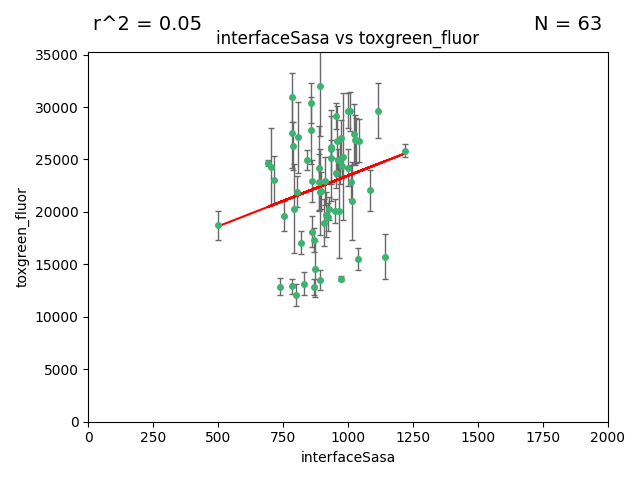 r^2 = 0.05
N = 63
interfaceSasa vs toxgreen_fluor
35000
30000
25000
20000
15000
10000
5000
0
toxgreen_fluor
0 250 500 750 1000 1250 1500 1750 2000
interfaceSasa